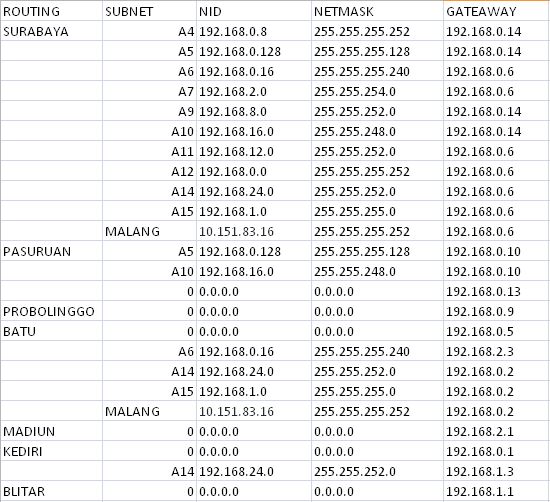 ROUTING SUBNET NID NETMASK GATEAWAY
SURABAYA A4 192.168.0.8 255.255.255.252 192.168.0.14
A5 192.168.0.128 255.255.255.128 192.168.0.14
A6 192.168.0.16 255.255.255.240 192.168.0.6
A7 192.168.2.0 255.255.254.0 192.168.0.6
A9 192.168.8.0 255.255.252.0 192.168.0.14
A10 192.168.16.0 255.255.248.0 192.168.0.14
A11 192.168.12.0 255.255.252.0 192.168.0.6
A12 192.168.0.0 255.255.255.252 192.168.0.6
A14 192.168.24.0 255.255.252.0 192.168.0.6
A15 192.168.1.0 255.255.255.0 192.168.0.6
MALANG 10.151.83.16 255.255.255.252 192.168.0.6
PASURUAN A5 192.168.0.128 255.255.255.128 192.168.0.10
A10 192.168.16.0 255.255.248.0 192.168.0.10
0 0.0.0.0 0.0.0.0 192.168.0.13
PROBOLINGGO 0 0.0.0.0 0.0.0.0 192.168.0.9
BATU 0 0.0.0.0 0.0.0.0 192.168.0.5
A6 192.168.0.16 255.255.255.240 192.168.2.3
A14 192.168.24.0 255.255.252.0 192.168.0.2
A15 192.168.1.0 255.255.255.0 192.168.0.2
MALANG 10.151.83.16 255.255.255.252 192.168.0.2
MADIUN 0 0.0.0.0 0.0.0.0 192.168.2.1
KEDIRI 0 0.0.0.0 0.0.0.0 192.168.0.1
A14 192.168.24.0 255.255.252.0 192.168.1.3
BLITAR 0 0.0.0.0 0.0.0.0 192.168.1.1